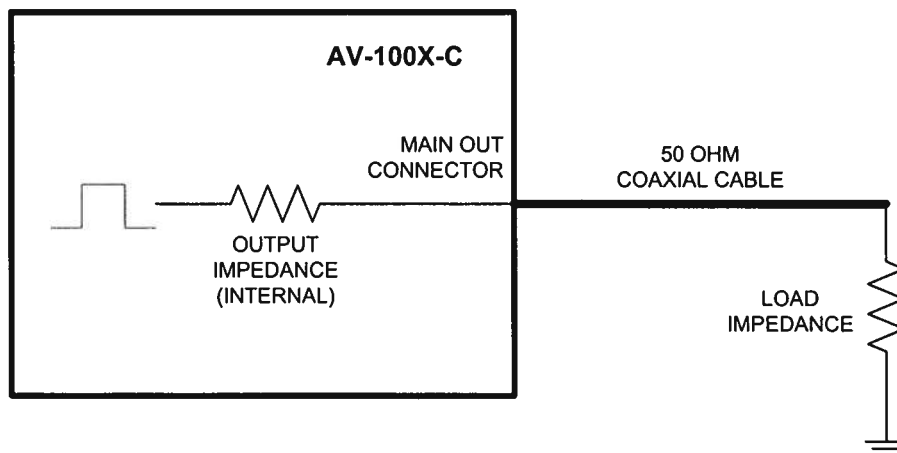 AV-100X-C
MAIN OUT
CONNECTOR
50 OHM
COAXIAL CABLE
OUTPUT
IMPEDANCE
(INTERNAL)
LOAD
IMPEDANCE